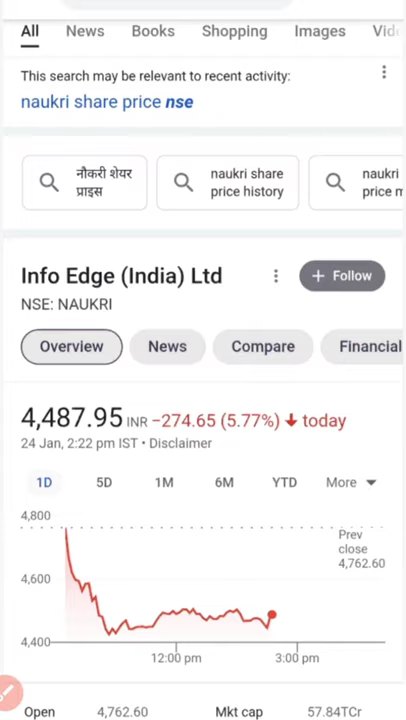 All News Books Shopping Images
This search may be relevant to recent activity:
naukri share price nse
नौकरी शेयर
प्राइस
naukri share
price history
naukri
price
Info Edge (India) Ltd
+ Follow
NSE: NAUKRI
Overview News Compare Financial
4,487.95 INR −274.65 (5.77%) ↓ today
24 Jan, 2:22 pm IST • Disclaimer
1D 5D 1M 6M YTD More
4,800
Prev
close
4,762.60
4,600
4,400
12:00 pm 3:00 pm
Open 4,762.60 Mkt cap 57.84TCr